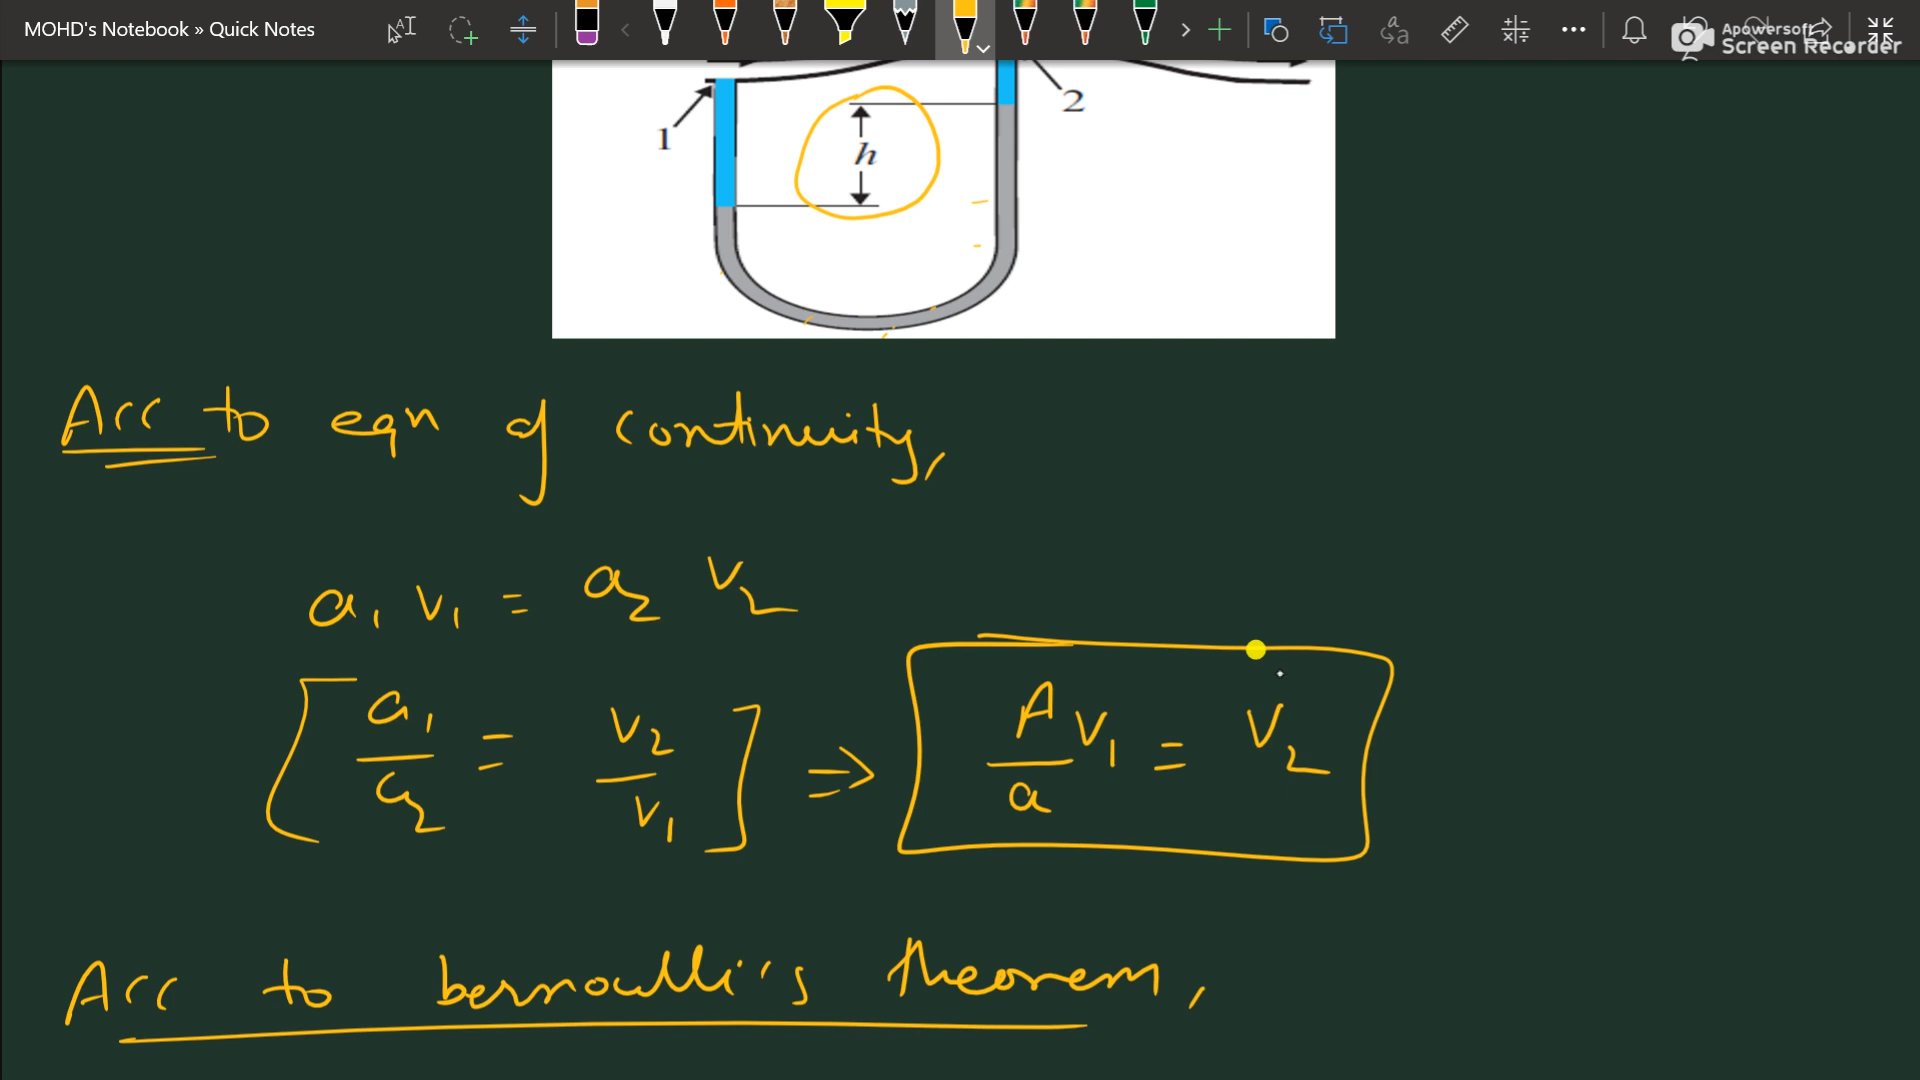 MOHD's Notebook » Quick Notes
Apowersoft
Screen Recorder
1
2
h
Acc to eqn of continuity,
a₁ v₁ = a₂ v₂
[ a₁/a₂ = v₂/v₁ ] ⇒ A/a v₁ = v₂
Acc to bernoulli's theorem,